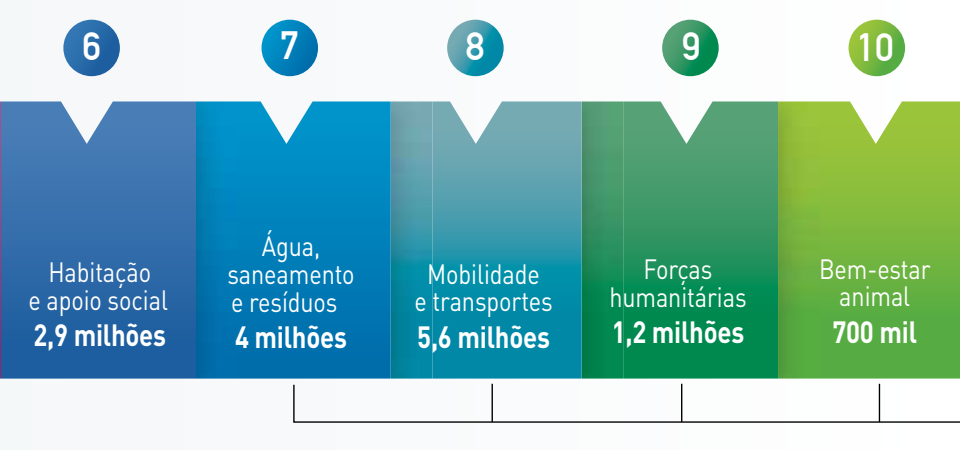 6
7
8
9
10
Habitação
e apoio social
2,9 milhões
Água,
saneamento
e resíduos
4 milhões
Mobilidade
e transportes
5,6 milhões
Forças
humanitárias
1,2 milhões
Bem-estar
animal
700 mil